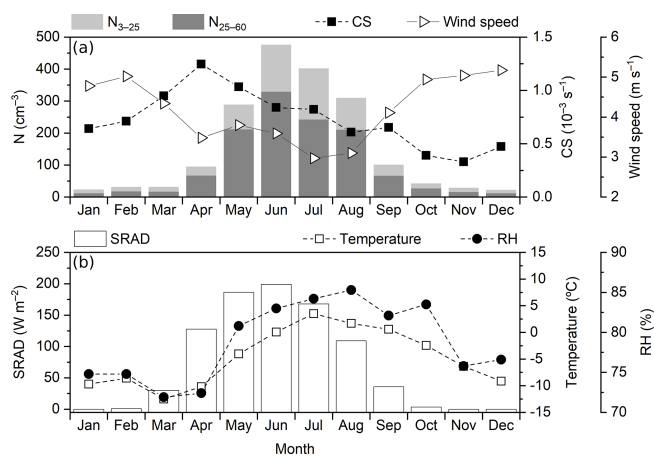 N3–25 N25–60 CS Wind speed
(a)
500
400
300
200
100
0
N (cm–3)
1.5
1.0
0.5
0.0
CS (10–3 s–1)
6
5
4
3
2
Wind speed (m s–1)
Jan Feb Mar Apr May Jun Jul Aug Sep Oct Nov Dec
SRAD Temperature RH
(b)
250
200
150
100
50
0
SRAD (W m–2)
15
10
5
0
-5
-10
-15
Temperature (ºC)
90
85
80
75
70
RH (%)
Jan Feb Mar Apr May Jun Jul Aug Sep Oct Nov Dec
Month